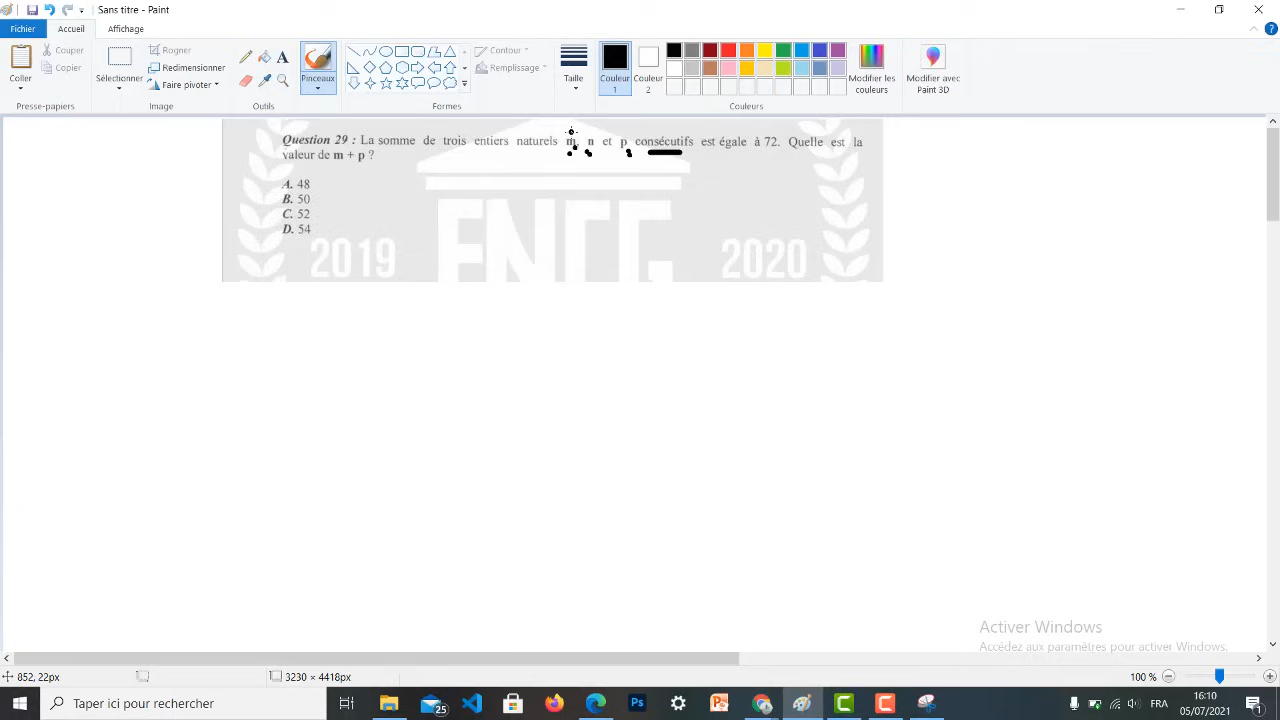 Sans titre - Paint
Fichier Accueil Affichage
Coller
Couper
Copier
Presse-papiers
Sélectionner
Rogner
Redimensionner
Faire pivoter
Image
A
Outils
Pinceaux
Contour
Remplissage
Formes
Taille
Couleur 1
Couleur 2
Modifier les couleurs
Couleurs
Modifier avec Paint 3D
Question 29 : La somme de trois entiers naturels m, n et p consécutifs est égale à 72. Quelle est la
valeur de m + p ?
A. 48
B. 50
C. 52
D. 54
2019 ENCG 2020
Activer Windows
Accédez aux paramètres pour activer Windows.
852, 22px
3230 × 4418px
100 %
Taper ici pour rechercher
25
Ps
FRA
16:10
05/07/2021
1